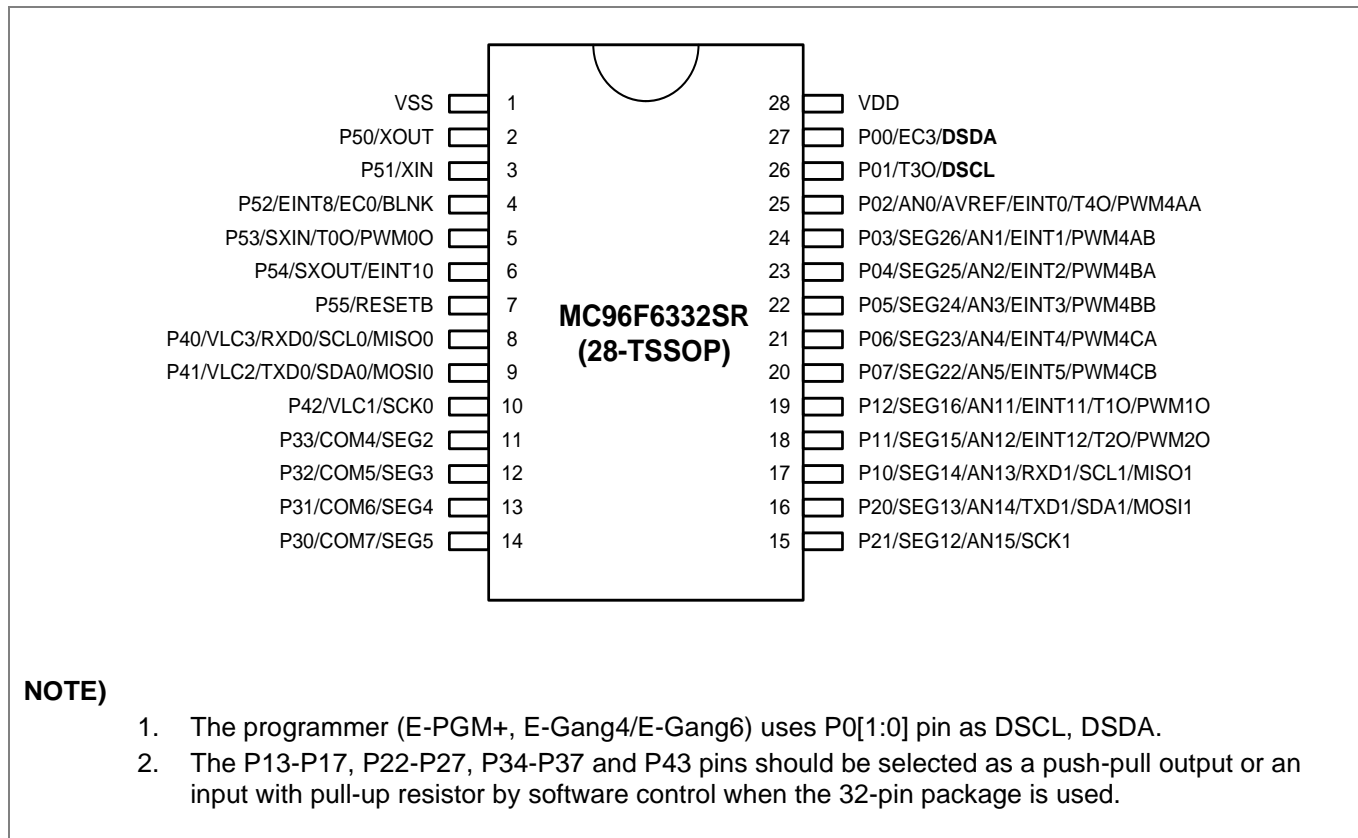 VSS 1 28 VDD
P50/XOUT 2 27 P00/EC3/DSDA
P51/XIN 3 26 P01/T3O/DSCL
P52/EINT8/EC0/BLNK 4 25 P02/AN0/AVREF/EINT0/T4O/PWM4AA
P53/SXIN/T0O/PWM0O 5 24 P03/SEG26/AN1/EINT1/PWM4AB
P54/SXOUT/EINT10 6 23 P04/SEG25/AN2/EINT2/PWM4BA
P55/RESETB 7 22 P05/SEG24/AN3/EINT3/PWM4BB
MC96F6332SR
(28-TSSOP)
P40/VLC3/RXD0/SCL0/MISO0 8 21 P06/SEG23/AN4/EINT4/PWM4CA
P41/VLC2/TXD0/SDA0/MOSI0 9 20 P07/SEG22/AN5/EINT5/PWM4CB
P42/VLC1/SCK0 10 19 P12/SEG16/AN11/EINT11/T1O/PWM1O
P33/COM4/SEG2 11 18 P11/SEG15/AN12/EINT12/T2O/PWM2O
P32/COM5/SEG3 12 17 P10/SEG14/AN13/RXD1/SCL1/MISO1
P31/COM6/SEG4 13 16 P20/SEG13/AN14/TXD1/SDA1/MOSI1
P30/COM7/SEG5 14 15 P21/SEG12/AN15/SCK1
NOTE)
1. The programmer (E-PGM+, E-Gang4/E-Gang6) uses P0[1:0] pin as DSCL, DSDA.
2. The P13-P17, P22-P27, P34-P37 and P43 pins should be selected as a push-pull output or an
input with pull-up resistor by software control when the 32-pin package is used.